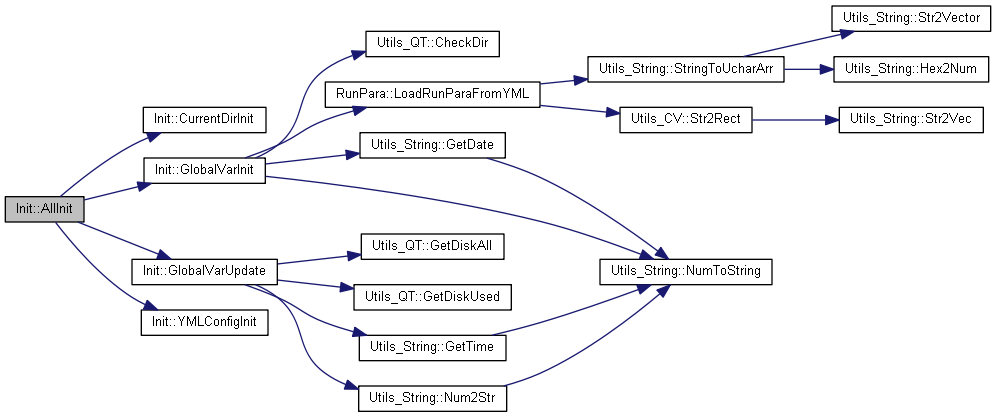 Utils_String::Str2Vector
Utils_QT::CheckDir
Utils_String::StringToUcharArr
Utils_String::Hex2Num
RunPara::LoadRunParaFromYML
Init::CurrentDirInit
Utils_CV::Str2Rect
Utils_String::Str2Vec
Utils_String::GetDate
Init::GlobalVarInit
Init::AllInit
Utils_QT::GetDiskAll
Init::GlobalVarUpdate
Utils_String::NumToString
Utils_QT::GetDiskUsed
Init::YMLConfigInit
Utils_String::GetTime
Utils_String::Num2Str